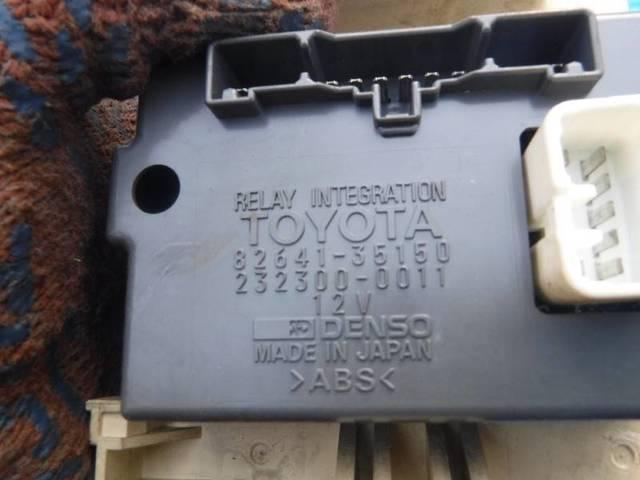 RELAY INTEGRATION
TOYOTA
82641-35150
232300-0011
12V
DENSO
MADE IN JAPAN
>ABS<